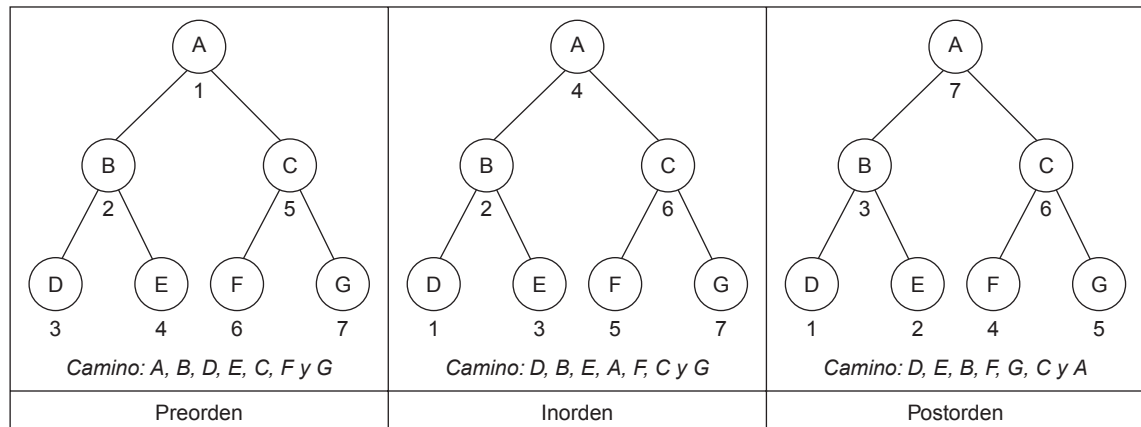 A
1
B
C
2
5
D
E
F
G
3
4
6
7
Camino: A, B, D, E, C, F y G
Preorden
A
4
B
C
2
6
D
E
F
G
1
3
5
7
Camino: D, B, E, A, F, C y G
Inorden
A
7
B
C
3
6
D
E
F
G
1
2
4
5
Camino: D, E, B, F, G, C y A
Postorden